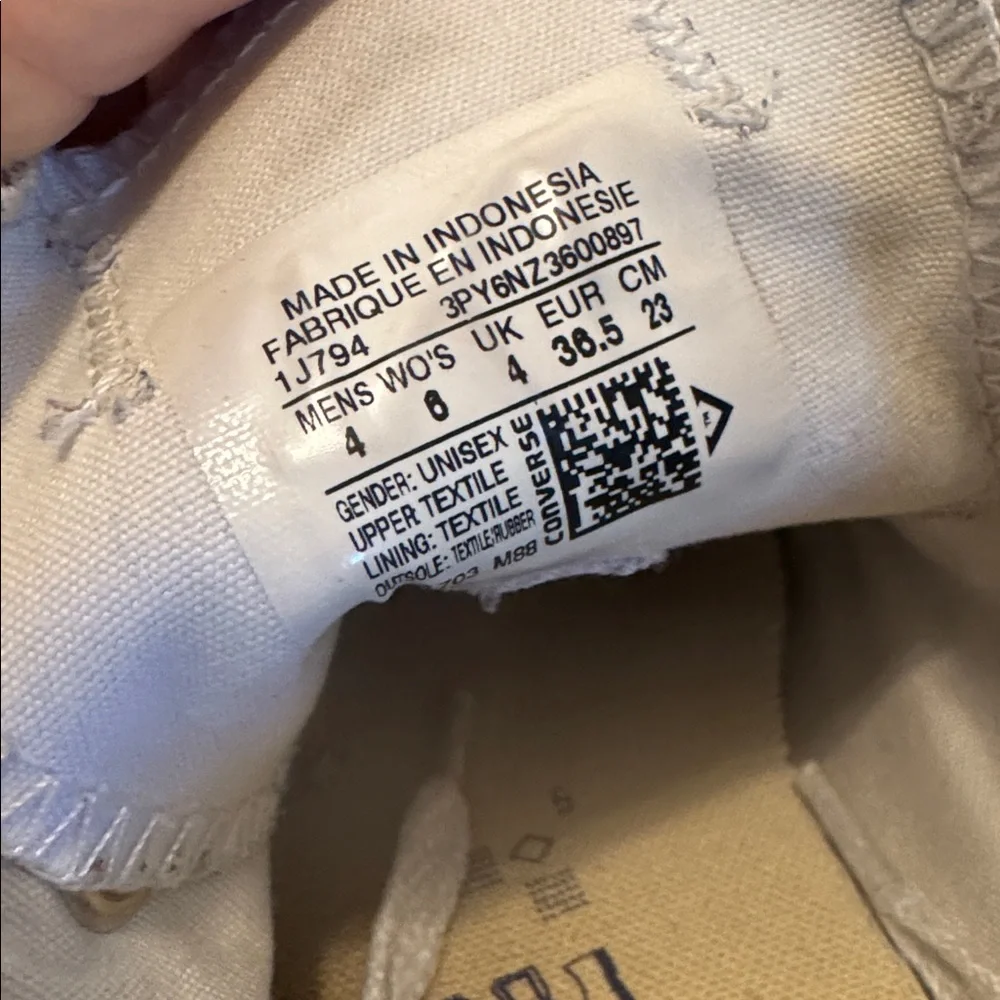 MADE IN INDONESIA
FABRIQUE EN INDONESIE
1J794 3PY6NZ3600897
MENS WO'S UK EUR CM
4 6 4 36.5 23
GENDER: UNISEX
UPPER TEXTILE
LINING: TEXTILE
OUTSOLE: TEXTILE/RUBBER
M88
CONVERSE